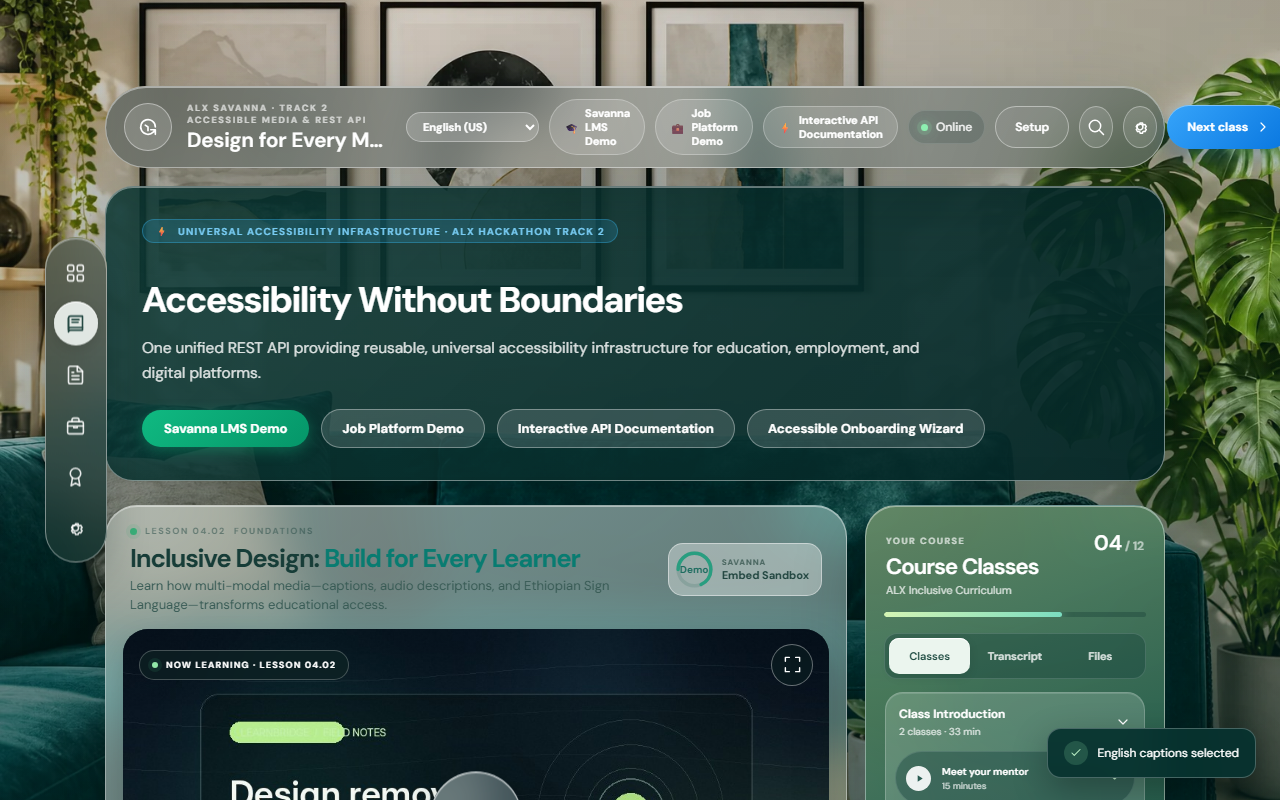 ALX SAVANNA · TRACK 2
ACCESSIBLE MEDIA & REST API
Design for Every M...
English (US)
Savanna
LMS
Demo
Job
Platform
Demo
Interactive API
Documentation
Online
Setup
Next class
UNIVERSAL ACCESSIBILITY INFRASTRUCTURE · ALX HACKATHON TRACK 2
Accessibility Without Boundaries
One unified REST API providing reusable, universal accessibility infrastructure for education, employment, and
digital platforms.
Savanna LMS Demo
Job Platform Demo
Interactive API Documentation
Accessible Onboarding Wizard
LESSON 04.02 FOUNDATIONS
Inclusive Design: Build for Every Learner
Learn how multi-modal media—captions, audio descriptions, and Ethiopian Sign
Language—transforms educational access.
Demo
SAVANNA
Embed Sandbox
NOW LEARNING · LESSON 04.02
NOTES
Design
YOUR COURSE
04 / 12
Course Classes
ALX Inclusive Curriculum
Classes
Transcript
Files
Class Introduction
2 classes · 33 min
Meet your mentor
15 minutes
English captions selected